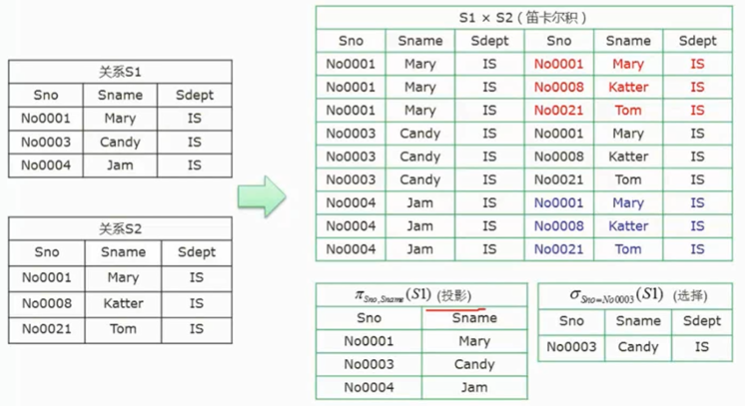 关系S1
Sno Sname Sdept
No0001 Mary IS
No0003 Candy IS
No0004 Jam IS
关系S2
Sno Sname Sdept
No0001 Mary IS
No0008 Katter IS
No0021 Tom IS
S1 × S2 (笛卡尔积)
Sno Sname Sdept Sno Sname Sdept
No0001 Mary IS No0001 Mary IS
No0001 Mary IS No0008 Katter IS
No0001 Mary IS No0021 Tom IS
No0003 Candy IS No0001 Mary IS
No0003 Candy IS No0008 Katter IS
No0003 Candy IS No0021 Tom IS
No0004 Jam IS No0001 Mary IS
No0004 Jam IS No0008 Katter IS
No0004 Jam IS No0021 Tom IS
π Sno,Sname (S1) (投影)
Sno Sname
No0001 Mary
No0003 Candy
No0004 Jam
σ Sno=No0003 (S1) (选择)
Sno Sname Sdept
No0003 Candy IS